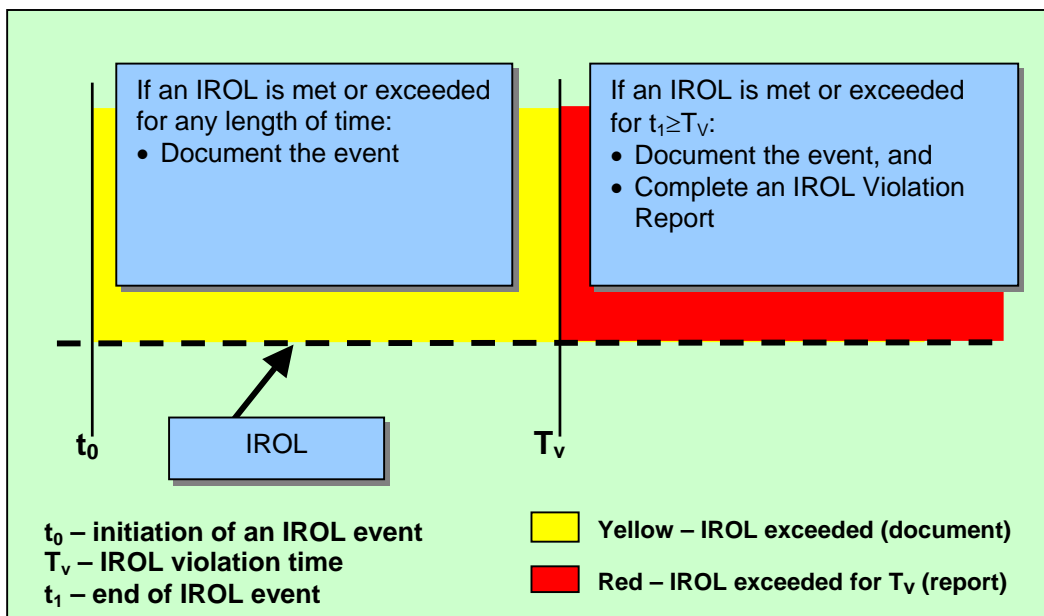 If an IROL is met or exceeded
for any length of time:
• Document the event
If an IROL is met or exceeded
for t₁≥Tᵥ:
• Document the event, and
• Complete an IROL Violation
Report
IROL
t₀
Tᵥ
t₀ – initiation of an IROL event
Tᵥ – IROL violation time
t₁ – end of IROL event
Yellow – IROL exceeded (document)
Red – IROL exceeded for Tᵥ (report)